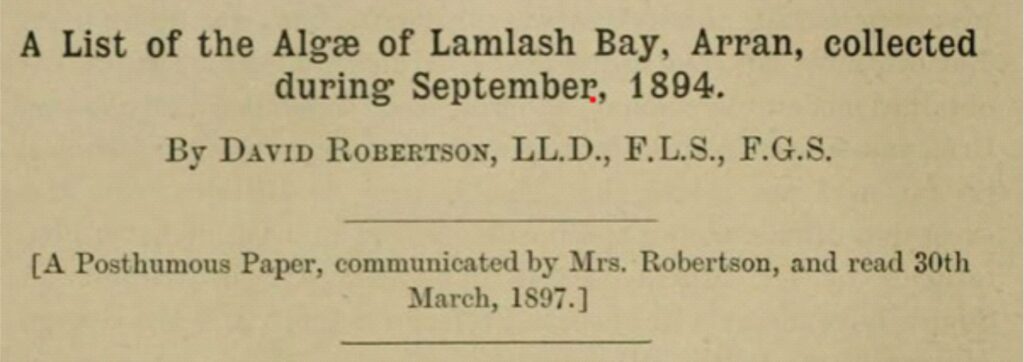 A List of the Algæ of Lamlash Bay, Arran, collected
during September, 1894.
By David Robertson, LL.D., F.L.S., F.G.S.
[A Posthumous Paper, communicated by Mrs. Robertson, and read 30th
March, 1897.]